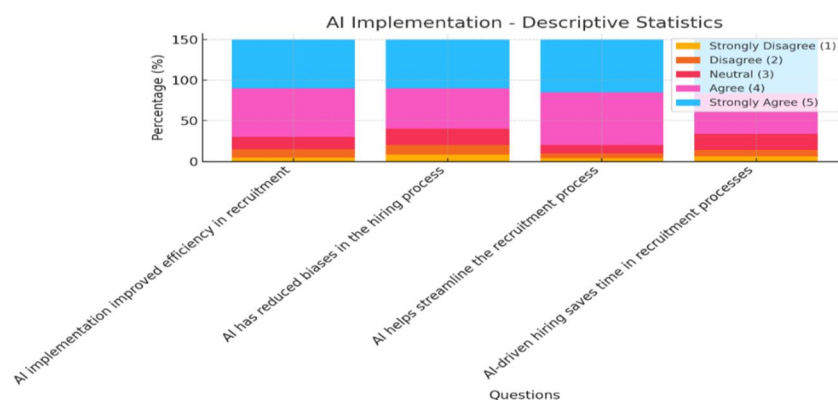 AI Implementation - Descriptive Statistics
Percentage (%)
150
100
50
0
Strongly Disagree (1)
Disagree (2)
Neutral (3)
Agree (4)
Strongly Agree (5)
AI implementation improved efficiency in recruitment
AI has reduced biases in the hiring process
AI helps streamline the recruitment process
AI-driven hiring saves time in recruitment processes
Questions